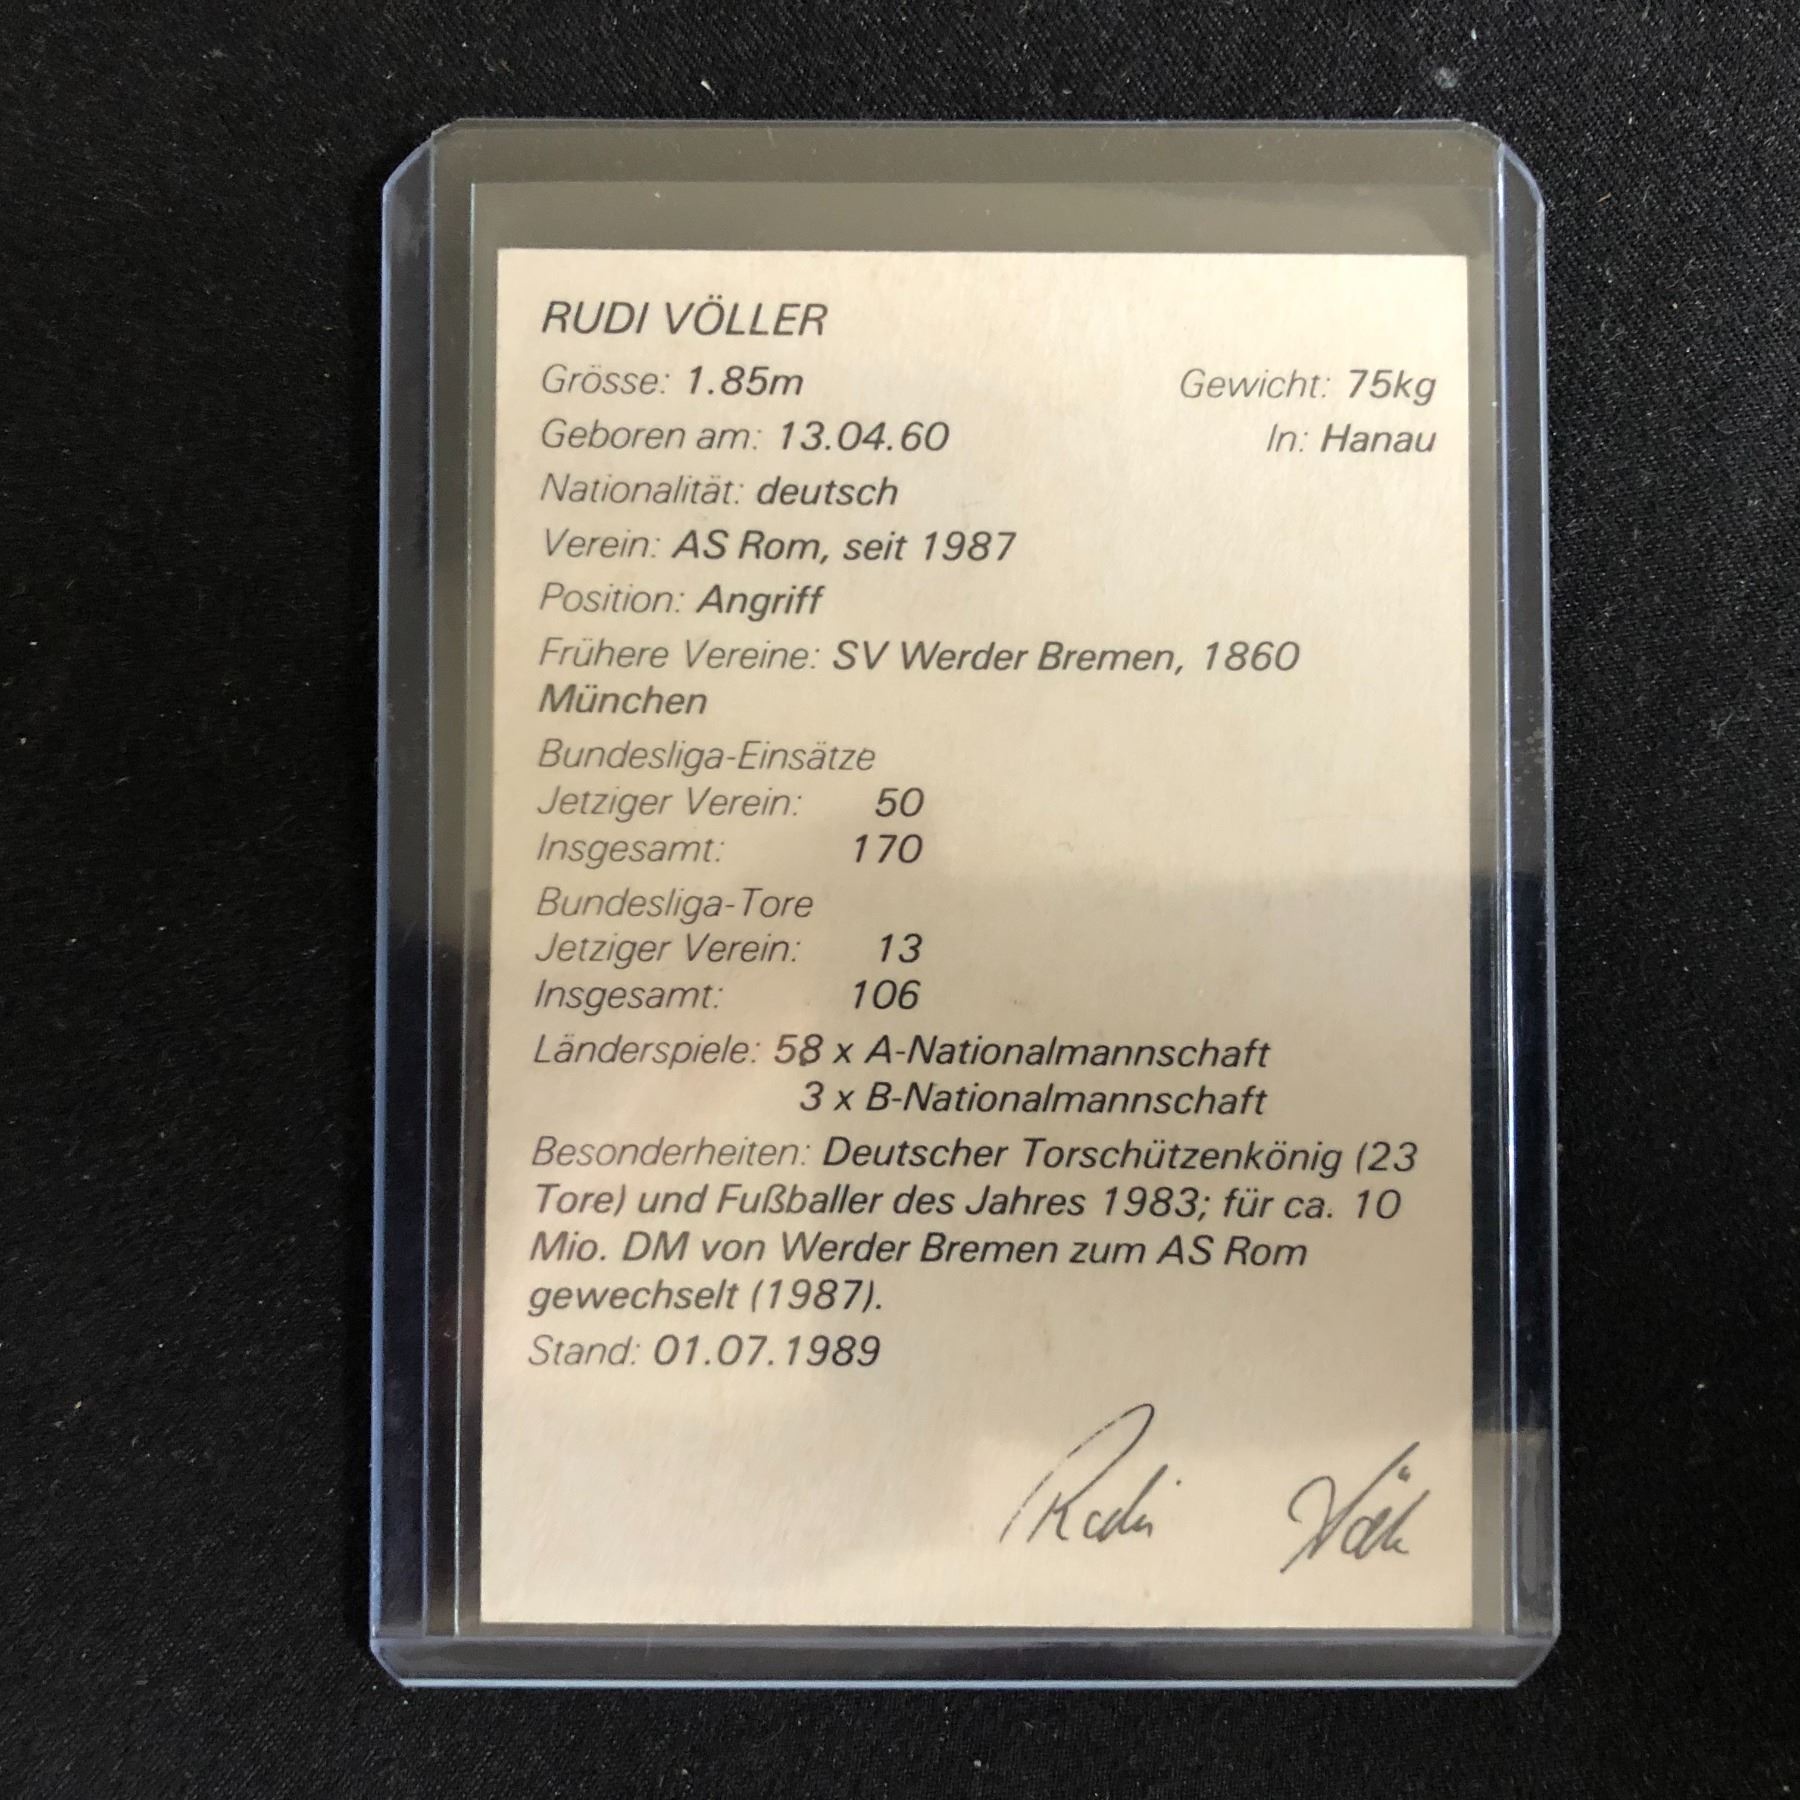 RUDI VÖLLER
Grösse: 1.85m Gewicht: 75kg
Geboren am: 13.04.60 In: Hanau
Nationalität: deutsch
Verein: AS Rom, seit 1987
Position: Angriff
Frühere Vereine: SV Werder Bremen, 1860
München
Bundesliga-Einsätze
Jetziger Verein: 50
Insgesamt: 170
Bundesliga-Tore
Jetziger Verein: 13
Insgesamt: 106
Länderspiele: 58 x A-Nationalmannschaft
3 x B-Nationalmannschaft
Besonderheiten: Deutscher Torschützenkönig (23
Tore) und Fußballer des Jahres 1983; für ca. 10
Mio. DM von Werder Bremen zum AS Rom
gewechselt (1987).
Stand: 01.07.1989
Rudi Völler